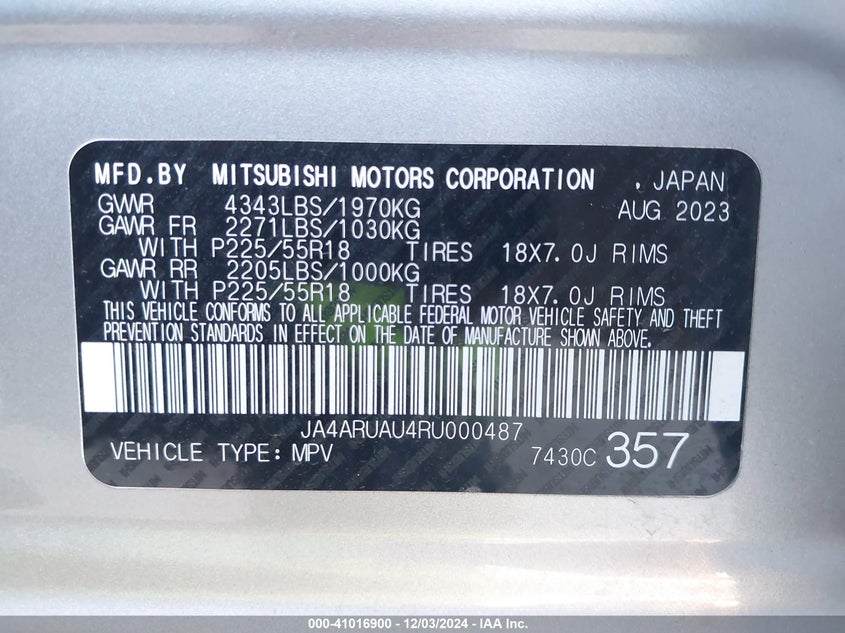 MFD.BY MITSUBISHI MOTORS CORPORATION , JAPAN
GVWR 4343LBS/1970KG AUG 2023
GAWR FR 2271LBS/1030KG
WITH P225/55R18 TIRES 18X7.0J RIMS
GAWR RR 2205LBS/1000KG
WITH P225/55R18 TIRES 18X7.0J RIMS
THIS VEHICLE CONFORMS TO ALL APPLICABLE FEDERAL MOTOR VEHICLE SAFETY AND THEFT
PREVENTION STANDARDS IN EFFECT ON THE DATE OF MANUFACTURE SHOWN ABOVE.
JA4ARUAU4RU000487
VEHICLE TYPE: MPV 7430C 357
000-41016900 - 12/03/2024 - IAA Inc.